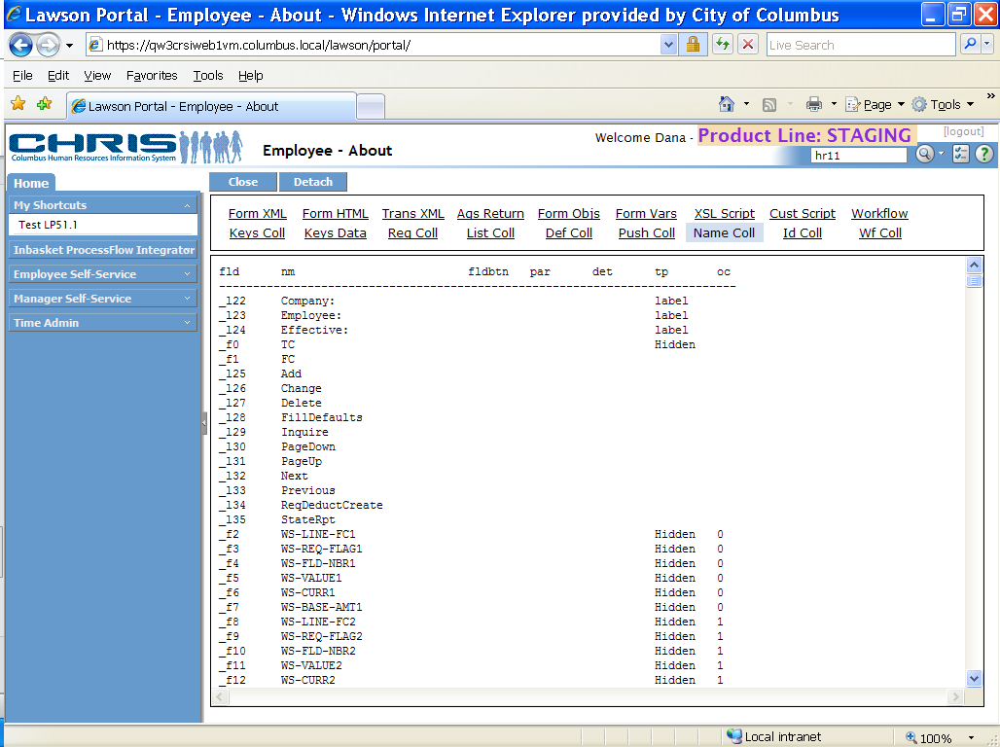 Lawson Portal - Employee - About - Windows Internet Explorer provided by City of Columbus
https://qw3crsiweb1vm.columbus.local/lawson/portal/
Live Search
File Edit View Favorites Tools Help
Lawson Portal - Employee - About
Page Tools
CHRIS
Columbus Human Resources Information System
Employee - About
Welcome Dana - Product Line: STAGING [logout]
hr11
Home
Close Detach
My Shortcuts
Test LP51.1
Inbasket ProcessFlow Integrator
Employee Self-Service
Manager Self-Service
Time Admin
Form XML Form HTML Trans XML Ags Return Form Objs Form Vars XSL Script Cust Script Workflow
Keys Coll Keys Data Req Coll List Coll Def Coll Push Coll Name Coll Id Coll Wf Coll
fld nm fldbtn par det tp oc
----------------------------------------------------------------------------
_l22 Company: label
_l23 Employee: label
_l24 Effective: label
_f0 TC Hidden
_f1 FC
_l25 Add
_l26 Change
_l27 Delete
_l28 FillDefaults
_l29 Inquire
_l30 PageDown
_l31 PageUp
_l32 Next
_l33 Previous
_l34 ReqDeductCreate
_l35 StateRpt
_f2 WS-LINE-FC1 Hidden 0
_f3 WS-REQ-FLAG1 Hidden 0
_f4 WS-FLD-NBR1 Hidden 0
_f5 WS-VALUE1 Hidden 0
_f6 WS-CURR1 Hidden 0
_f7 WS-BASE-AMT1 Hidden 0
_f8 WS-LINE-FC2 Hidden 1
_f9 WS-REQ-FLAG2 Hidden 1
_f10 WS-FLD-NBR2 Hidden 1
_f11 WS-VALUE2 Hidden 1
_f12 WS-CURR2 Hidden 1
Local intranet 100%